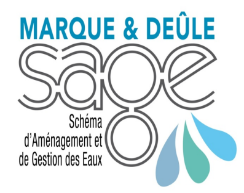 MARQUE & DEÛLE
sage
Schéma
d'Aménagement et
de Gestion des Eaux